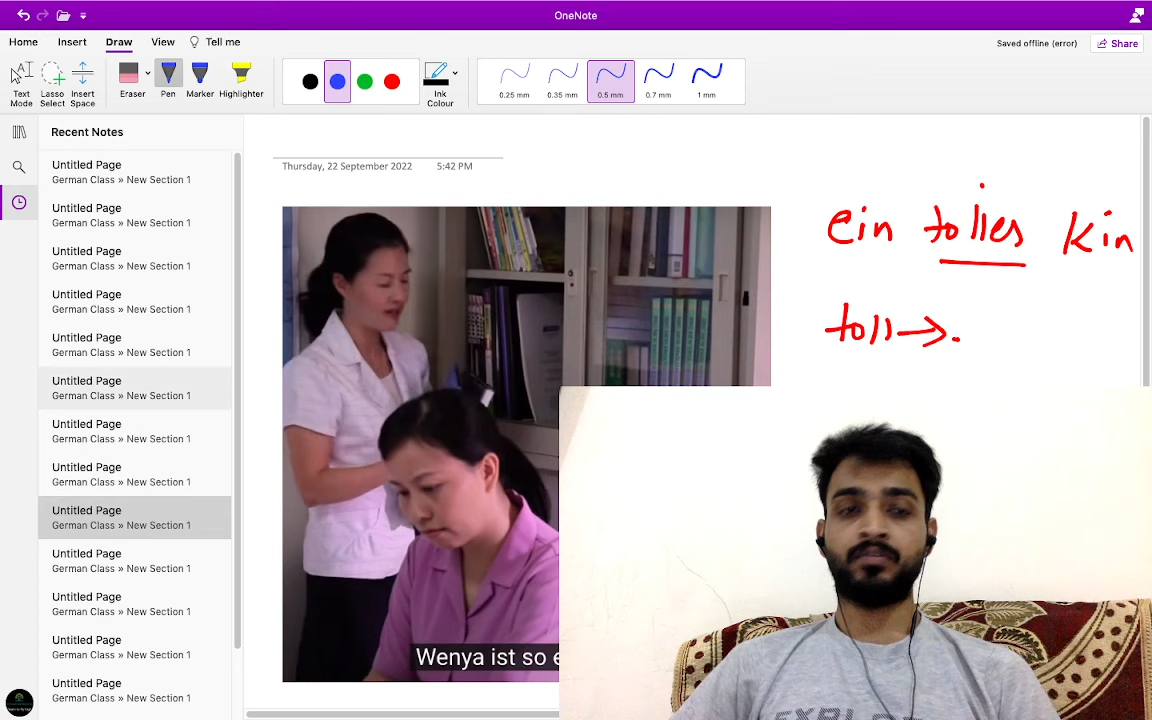 OneNote
Home Insert Draw View Tell me
Saved offline (error) Share
Text Mode
Lasso Select
Insert Space
Eraser
Pen
Marker
Highlighter
Ink Colour
0.25 mm 0.35 mm 0.5 mm 0.7 mm 1 mm
Recent Notes
Untitled Page
German Class » New Section 1
Untitled Page
German Class » New Section 1
Untitled Page
German Class » New Section 1
Untitled Page
German Class » New Section 1
Untitled Page
German Class » New Section 1
Untitled Page
German Class » New Section 1
Untitled Page
German Class » New Section 1
Untitled Page
German Class » New Section 1
Untitled Page
German Class » New Section 1
Untitled Page
German Class » New Section 1
Untitled Page
German Class » New Section 1
Untitled Page
German Class » New Section 1
Untitled Page
German Class » New Section 1
Thursday, 22 September 2022 5:42 PM
ein tolles Kin
toll→.
Wenya ist so e